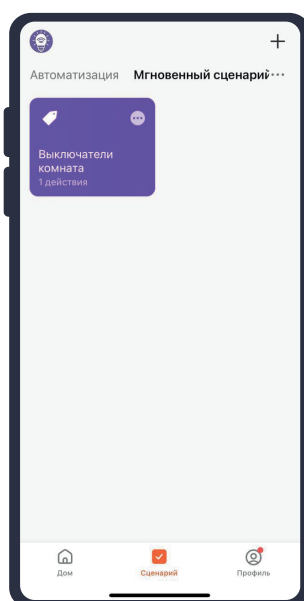 Автоматизация Мгновенный сценарий
Выключатели
комната
1 действия
Дом Сценарий Профиль